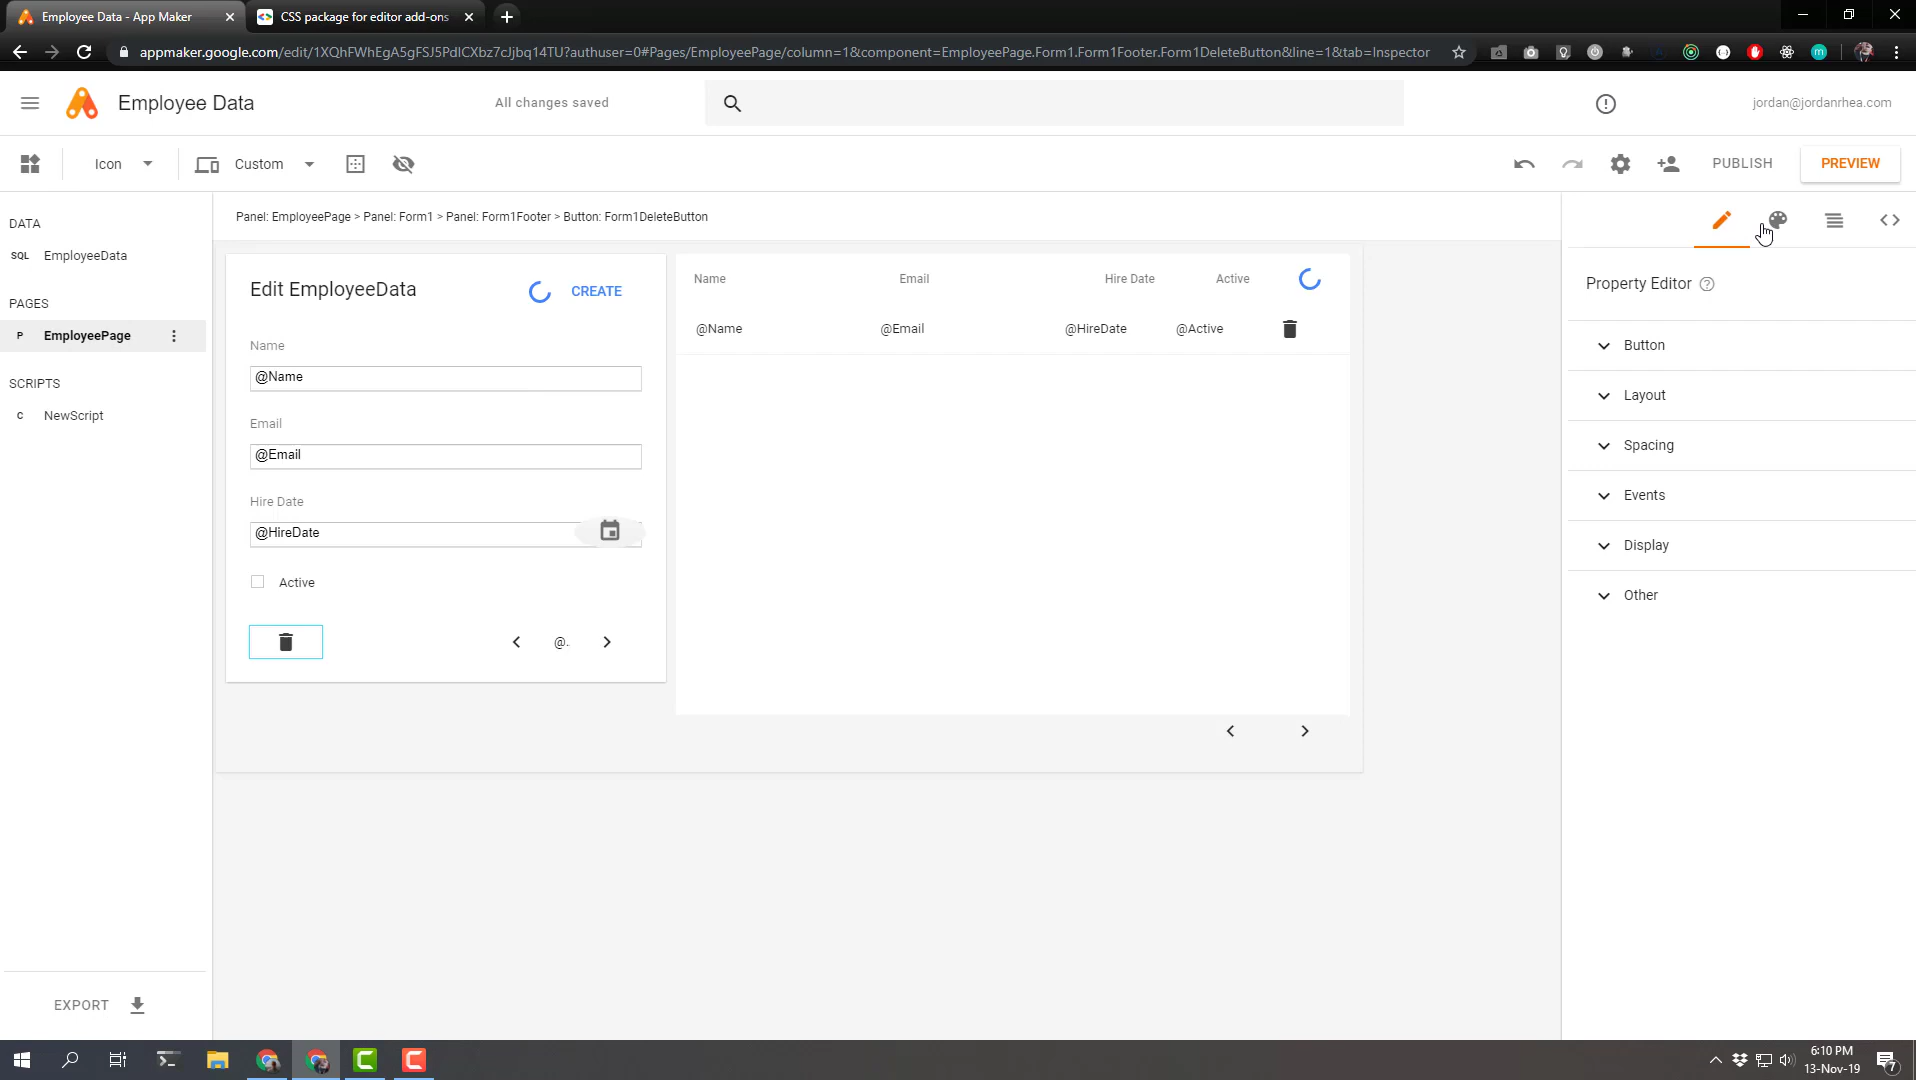 Employee Data - App Maker
CSS package for editor add-ons
appmaker.google.com/edit/1XQhFWhEgA5gFSJ5PdlCXbz7cJjbq14TU?authuser=0#Pages/EmployeePage/column=1&component=EmployeePage.Form1.Form1Footer.Form1DeleteButton&line=1&tab=Inspector
Employee Data
All changes saved
jordan@jordanrhea.com
Icon
Custom
PUBLISH
PREVIEW
DATA
SQL EmployeeData
PAGES
P EmployeePage
SCRIPTS
C NewScript
EXPORT
Panel: EmployeePage > Panel: Form1 > Panel: Form1Footer > Button: Form1DeleteButton
Edit EmployeeData
CREATE
Name
@Name
Email
@Email
Hire Date
@HireDate
Active
@.
Name Email Hire Date Active
@Name @Email @HireDate @Active
Property Editor
Button
Layout
Spacing
Events
Display
Other
6:10 PM
13-Nov-19
7